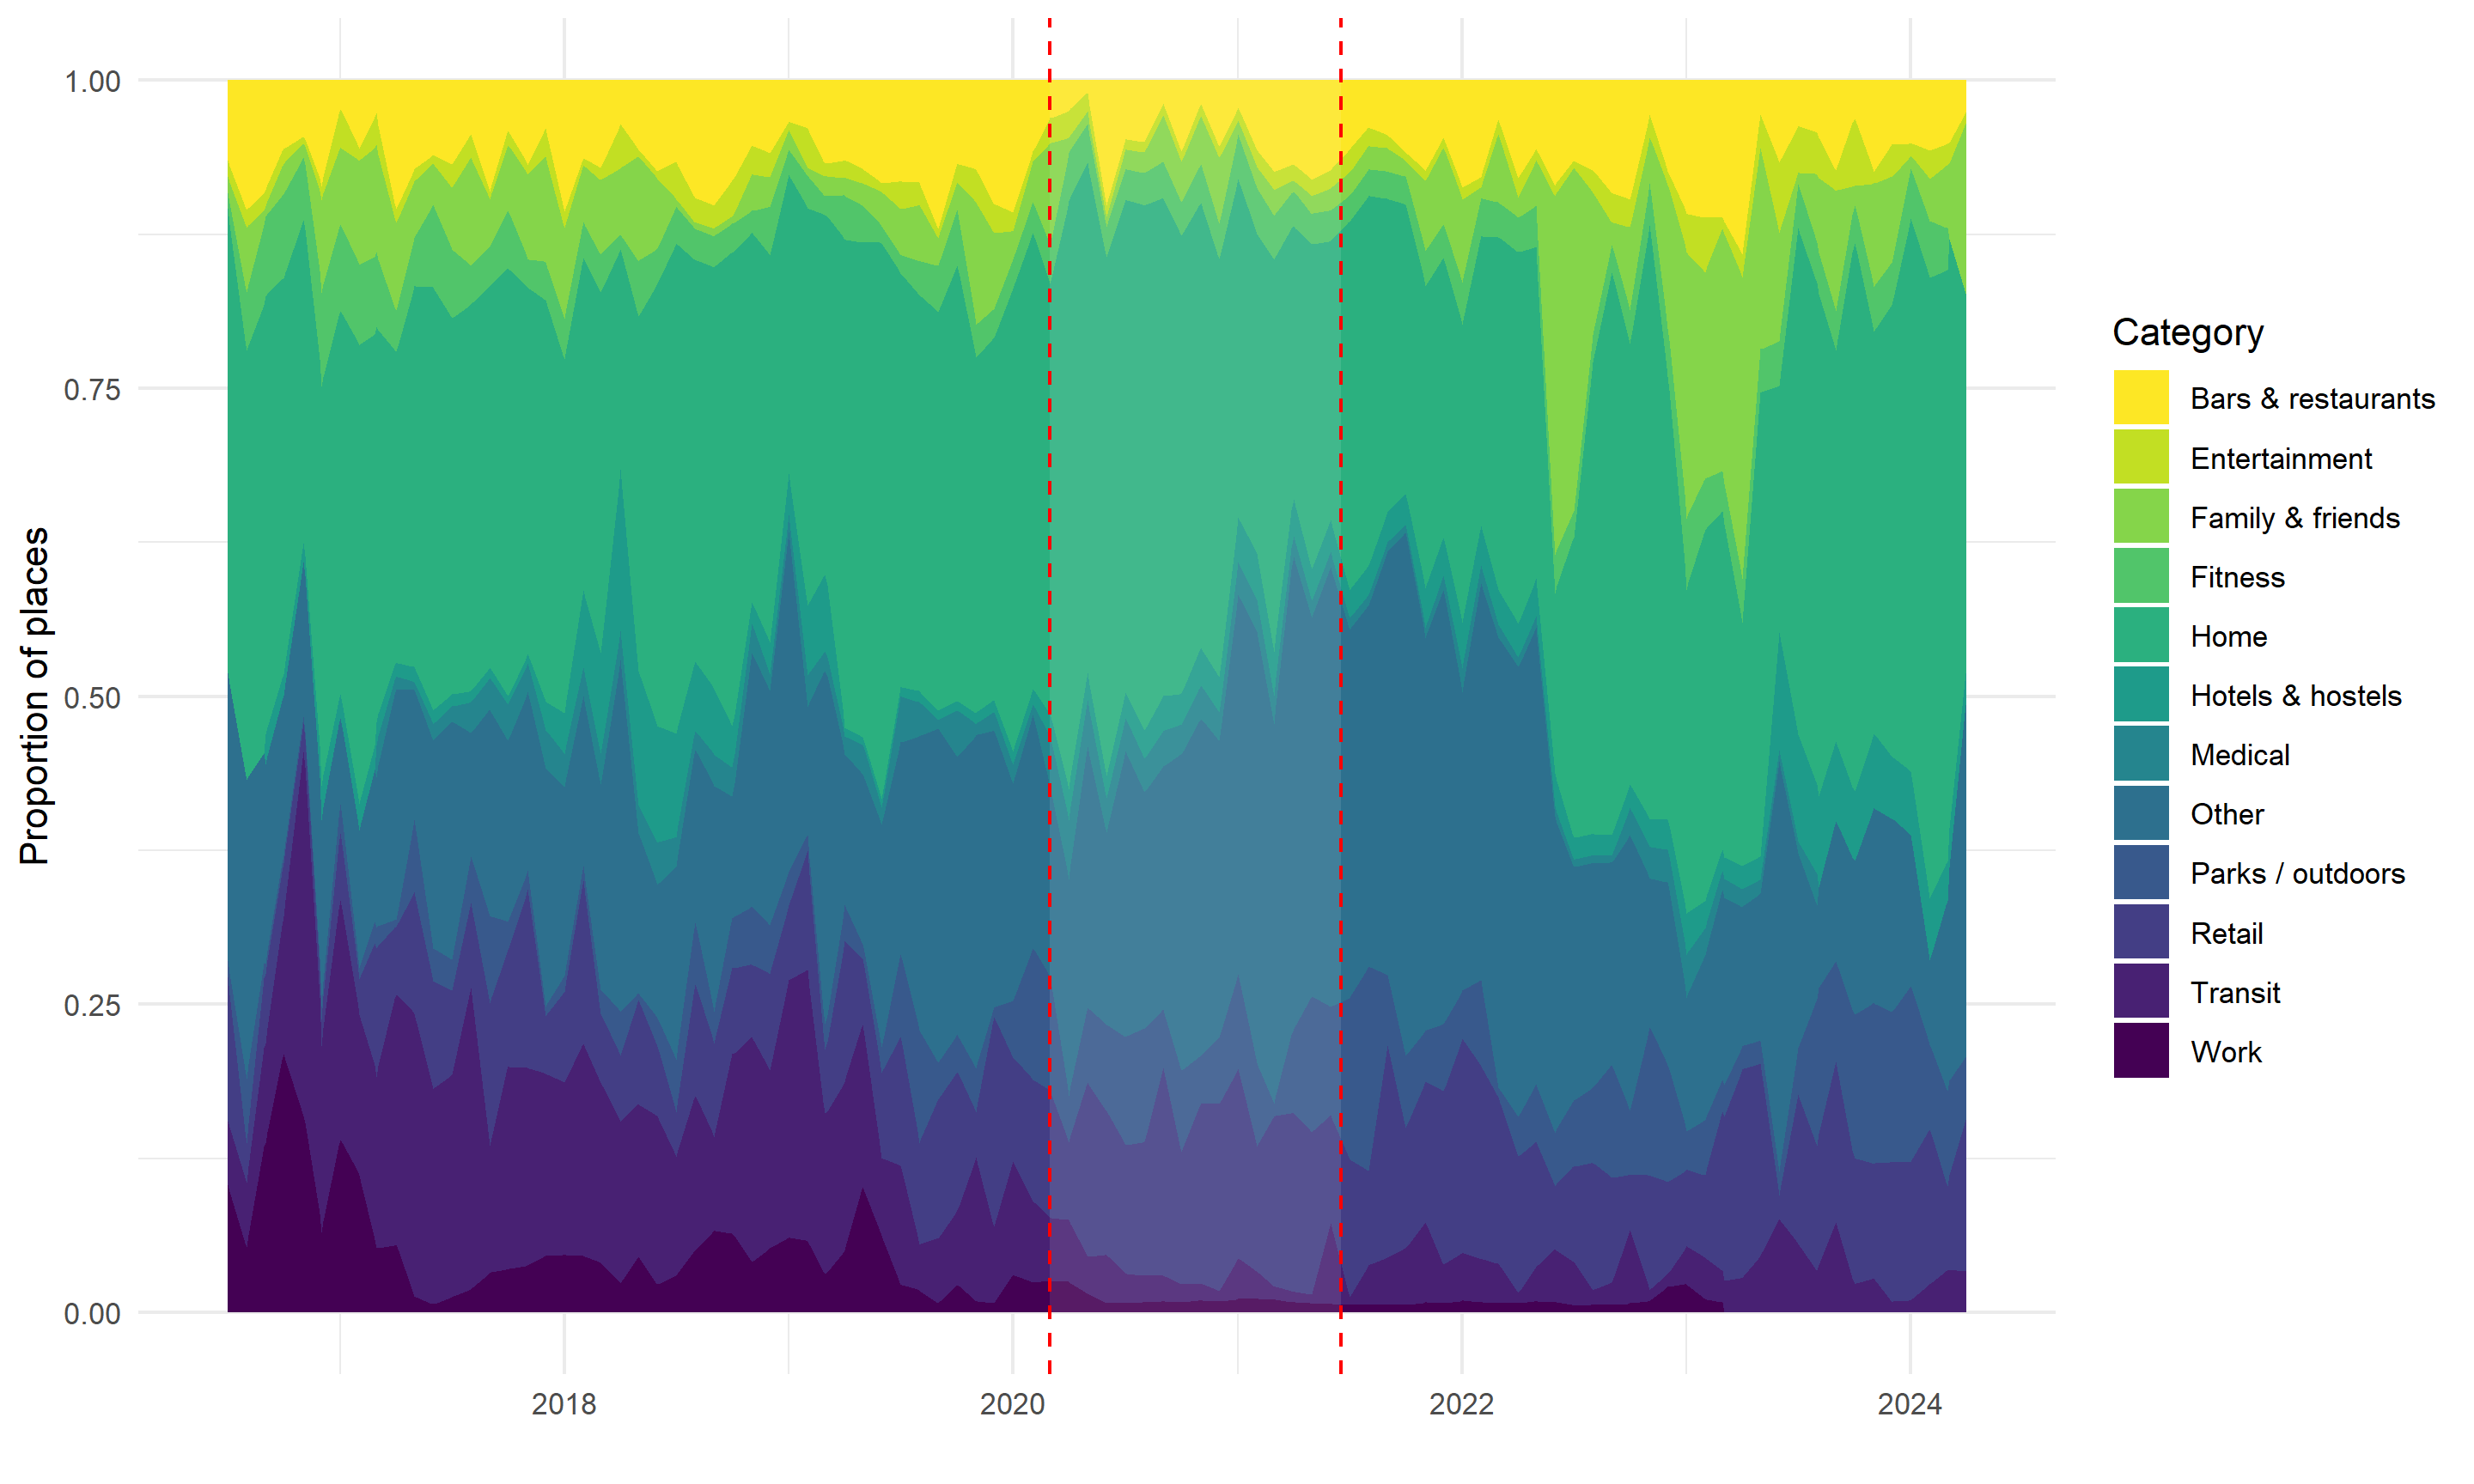 Proportion of places
1.00
0.75
0.50
0.25
0.00
2018
2020
2022
2024
Category
Bars & restaurants
Entertainment
Family & friends
Fitness
Home
Hotels & hostels
Medical
Other
Parks / outdoors
Retail
Transit
Work